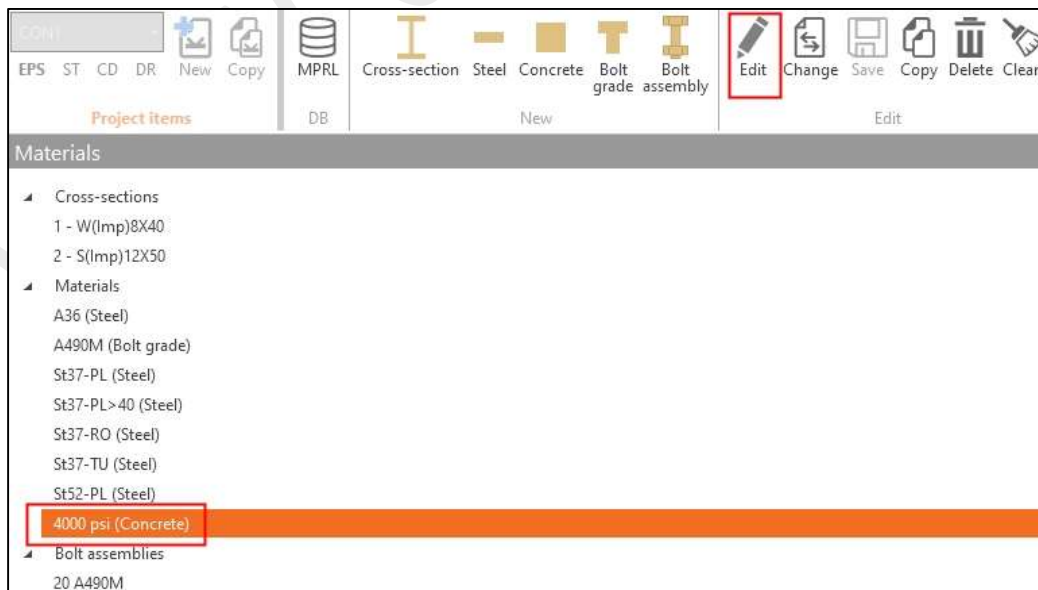 CON1
EPS ST CD DR New Copy
Project items
MPRL
DB
Cross-section Steel Concrete Bolt grade Bolt assembly
New
Edit Change Save Copy Delete Clear
Edit
Materials
Cross-sections
1 - W(Imp)8X40
2 - S(Imp)12X50
Materials
A36 (Steel)
A490M (Bolt grade)
St37-PL (Steel)
St37-PL>40 (Steel)
St37-RO (Steel)
St37-TU (Steel)
St52-PL (Steel)
4000 psi (Concrete)
Bolt assemblies
20 A490M